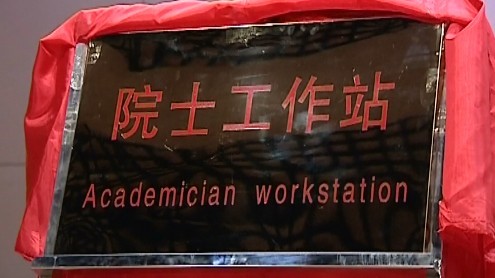 院士工作站
Academician workstation